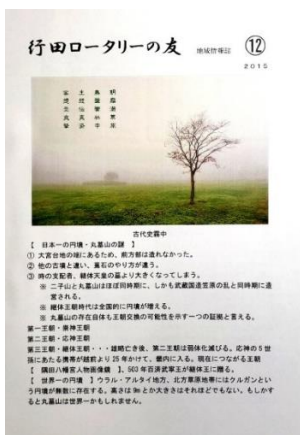 行田ロータリーの友 地域情報誌 ⑫
2015
古代史霧中
【 日本一の円墳・丸墓山の謎 】
① 大宮台地の端にあるため、前方部は造れなかった。
② 他の古墳と違い、葺石のやり方が違う。
③ 時の支配者、継体天皇の墓より大きくなってしまう。
※ 二子山と丸墓山はほぼ同時期に、しかも武蔵国造笠原の乱と同時期に造
営される。
※ 継体王朝時代は全国的に円墳が増える。
※ 丸墓山の存在自体も王朝交換の可能性を示す一つの証拠と言える。
第一王朝・崇神王朝
第二王朝・応神王朝
第三王朝・継体王朝・・・雄略亡き後、第二王朝は弱体化滅びる。応神の5世
孫にあたる携帯が越前より25年かけて、畿内に入る。現在につながる王朝
【 隅田八幡宮人物画像鏡 】、503年百済武寧王が継体王に贈る。
【 世界一の円墳 】ウラル・アルタイ地方、北方草原地帯にはクルガンとい
う円墳が無数に存在する。高さは9mとか大きさはそれほどでない。もしかす
ると丸墓山は世界一かもしれません。